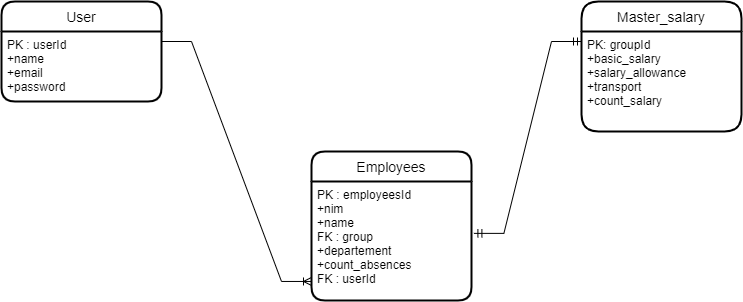 User
PK : userId
+name
+email
+password
Master_salary
PK: groupId
+basic_salary
+salary_allowance
+transport
+count_salary
Employees
PK : employeesId
+nim
+name
FK : group
+departement
+count_absences
FK : userId